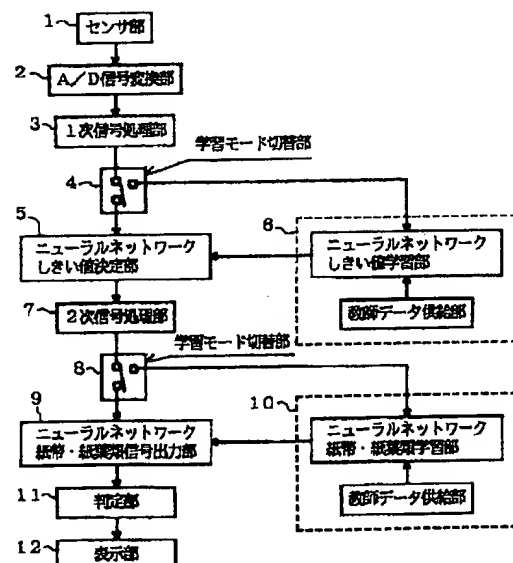 1
センサ部
2
A/D信号変換部
3
1次信号処理部
学習モード切替部
4
5
ニューラルネットワーク
しきい値決定部
6
ニューラルネットワーク
しきい値学習部
教師データ供給部
7
2次信号処理部
学習モード切替部
8
9
ニューラルネットワーク
紙幣・紙葉類信号出力部
10
ニューラルネットワーク
紙幣・紙葉類学習部
教師データ供給部
11
判定部
12
表示部